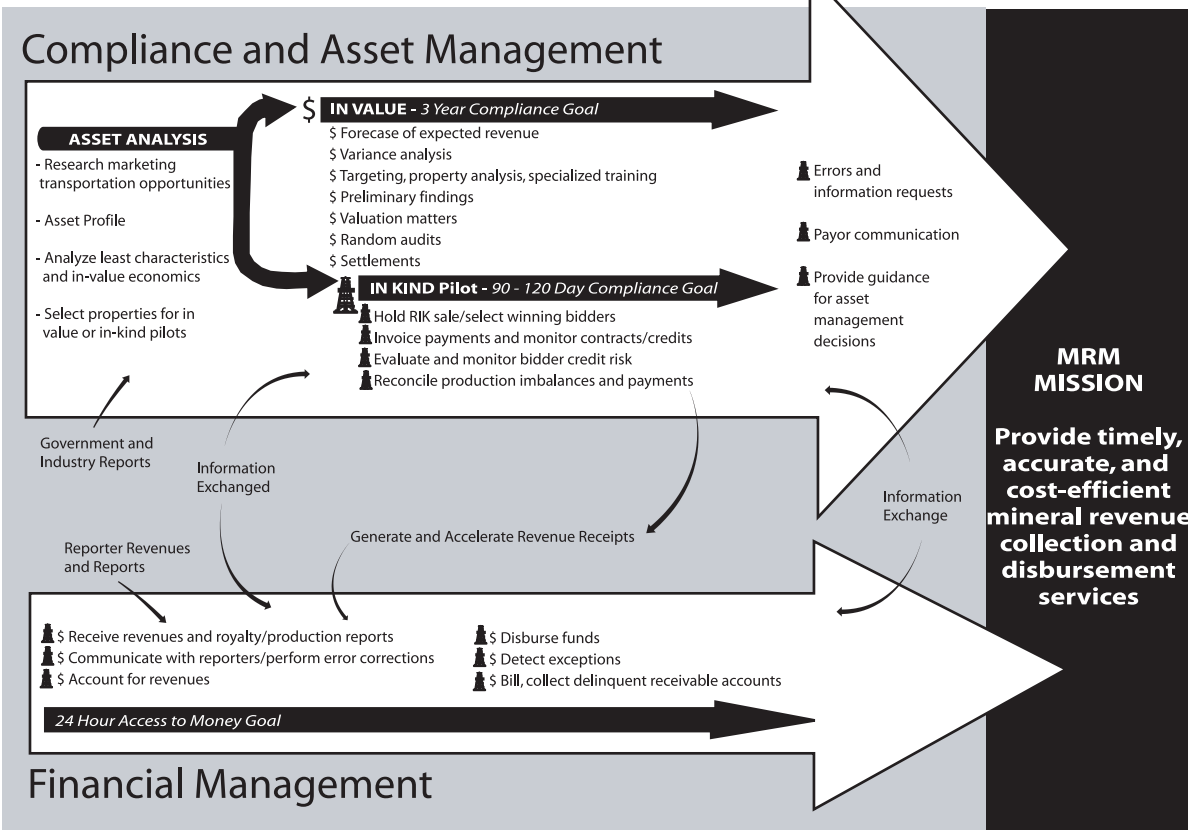 Compliance and Asset Management
ASSET ANALYSIS
- Research marketing
transportation opportunities
- Asset Profile
- Analyze least characteristics
and in-value economics
- Select properties for in
value or in-kind pilots
$ IN VALUE - 3 Year Compliance Goal
$ Forecase of expected revenue
$ Variance analysis
$ Targeting, property analysis, specialized training
$ Preliminary findings
$ Valuation matters
$ Random audits
$ Settlements
IN KIND Pilot - 90 - 120 Day Compliance Goal
Hold RIK sale/select winning bidders
Invoice payments and monitor contracts/credits
Evaluate and monitor bidder credit risk
Reconcile production imbalances and payments
Errors and
information requests
Payor communication
Provide guidance
for asset
management
decisions
Government and
Industry Reports
Information
Exchanged
Generate and Accelerate Revenue Receipts
Information
Exchange
Reporter Revenues
and Reports
$ Receive revenues and royalty/production reports
$ Communicate with reporters/perform error corrections
$ Account for revenues
$ Disburse funds
$ Detect exceptions
$ Bill, collect delinquent receivable accounts
24 Hour Access to Money Goal
Financial Management
MRM
MISSION
Provide timely,
accurate, and
cost-efficient
mineral revenue
collection and
disbursement
services